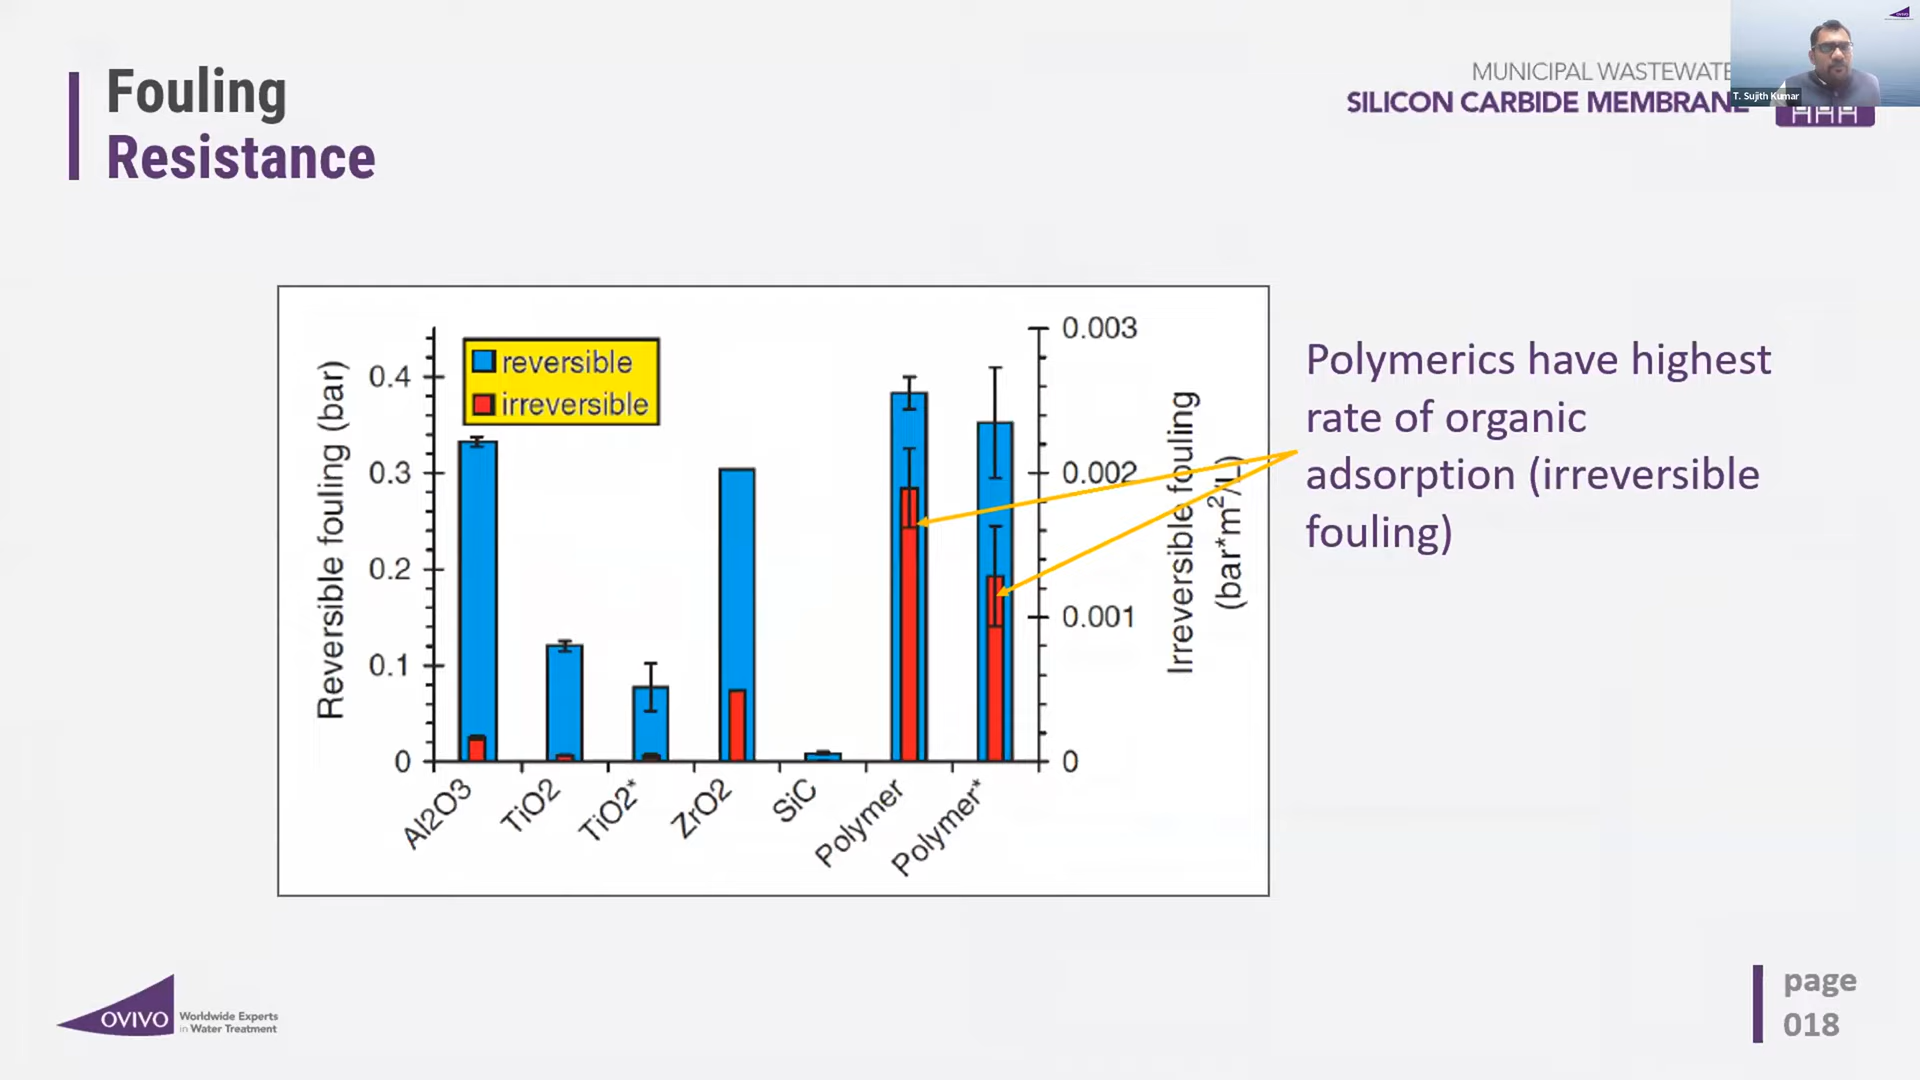 Fouling
Resistance
MUNICIPAL WASTEWATE
SILICON CARBIDE MEMBRANE
T. Sujith Kumar
Reversible fouling (bar)
0.4
0.3
0.2
0.1
0
reversible
irreversible
0.003
0.002
0.001
0
Irreversible fouling
(bar*m²/L)
Al2O3
TiO2
TiO2*
ZrO2
SiC
Polymer
Polymer*
Polymerics have highest
rate of organic
adsorption (irreversible
fouling)
OVIVO
Worldwide Experts
in Water Treatment
page
018